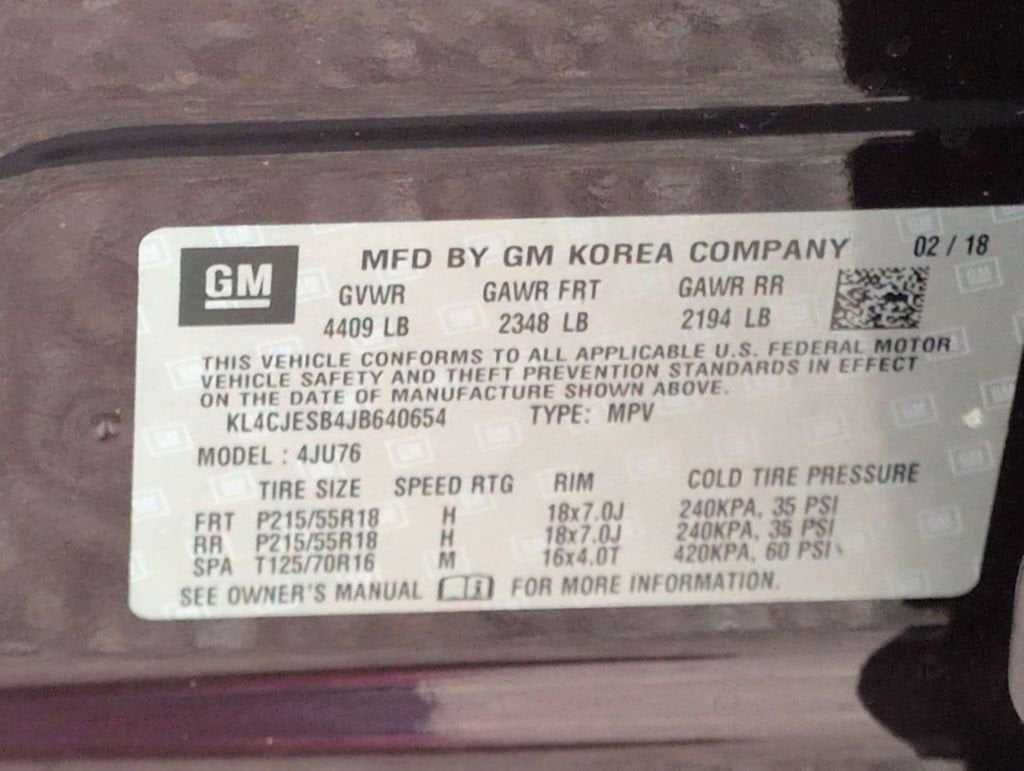 GM
MFD BY GM KOREA COMPANY 02 / 18
GVWR GAWR FRT GAWR RR
4409 LB 2348 LB 2194 LB
THIS VEHICLE CONFORMS TO ALL APPLICABLE U.S. FEDERAL MOTOR
VEHICLE SAFETY AND THEFT PREVENTION STANDARDS IN EFFECT
ON THE DATE OF MANUFACTURE SHOWN ABOVE.
KL4CJESB4JB640654 TYPE: MPV
MODEL : 4JU76
TIRE SIZE SPEED RTG RIM COLD TIRE PRESSURE
FRT P215/55R18 H 18x7.0J 240KPA, 35 PSI
RR P215/55R18 H 18x7.0J 240KPA, 35 PSI
SPA T125/70R16 M 16x4.0T 420KPA, 60 PSI
SEE OWNER'S MANUAL FOR MORE INFORMATION.